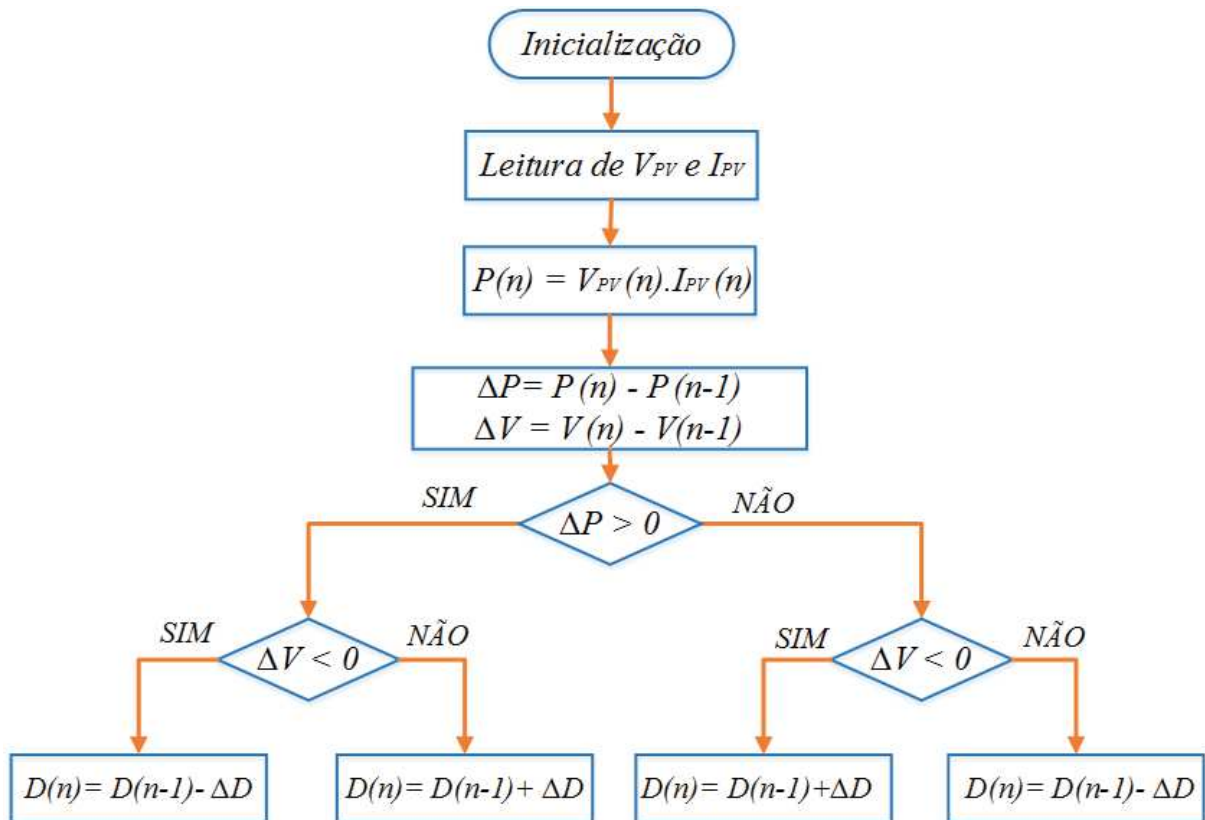 Inicialização
Leitura de VPV e IPV
P(n) = VPV(n).IPV(n)
ΔP= P(n) - P(n-1)
ΔV = V(n) - V(n-1)
SIM
NÃO
ΔP > 0
SIM
NÃO
SIM
NÃO
ΔV < 0
ΔV < 0
D(n)= D(n-1)- ΔD
D(n)= D(n-1)+ ΔD
D(n)= D(n-1)+ΔD
D(n)= D(n-1)- ΔD